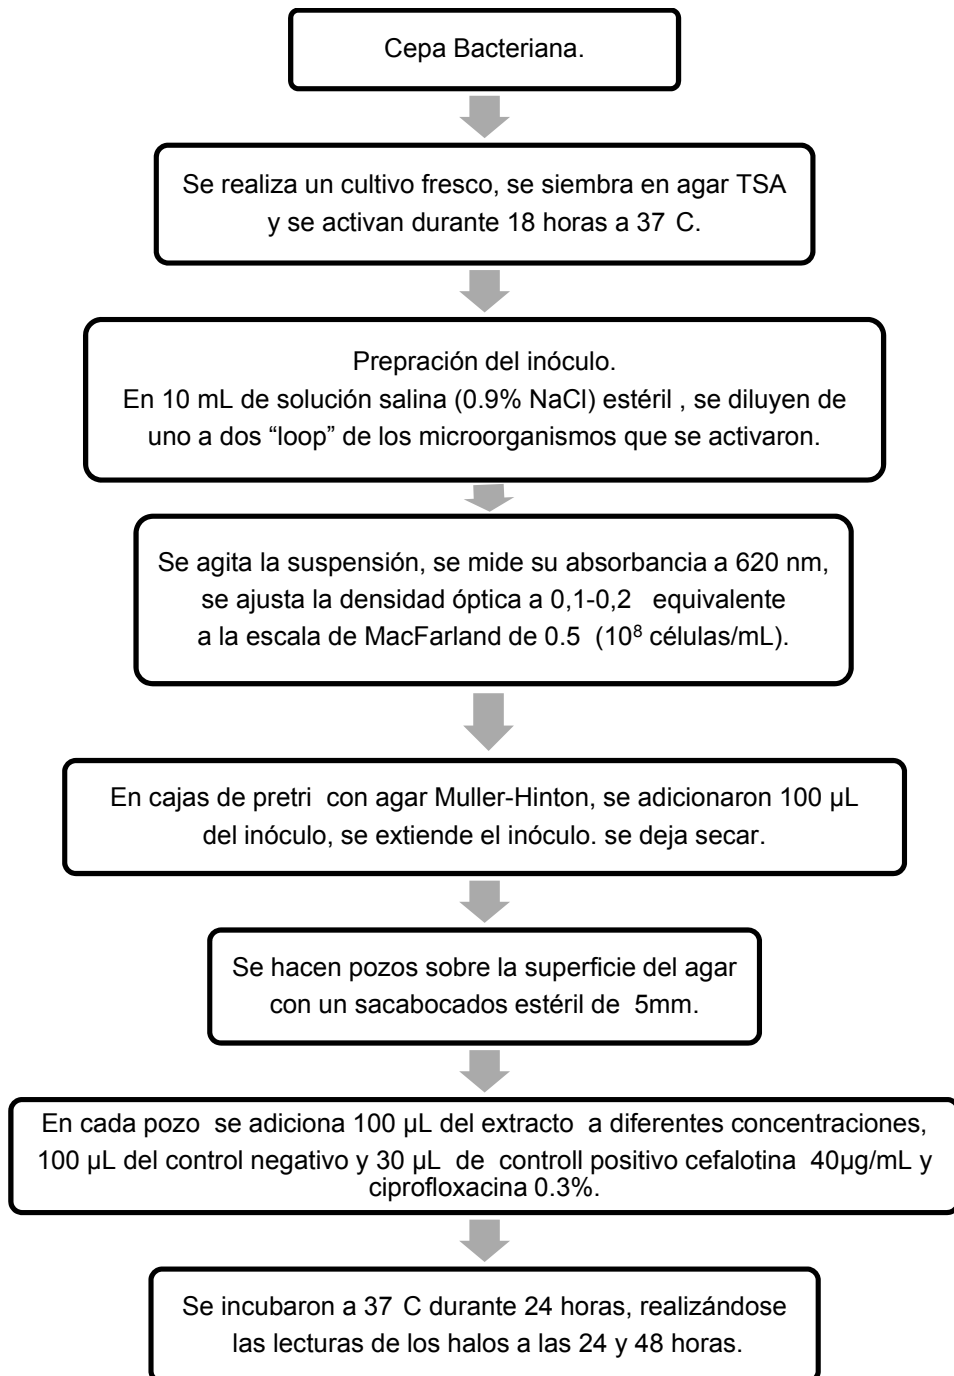 Cepa Bacteriana.
Se realiza un cultivo fresco, se siembra en agar TSA
y se activan durante 18 horas a 37 C.
Prepración del inóculo.
En 10 mL de solución salina (0.9% NaCl) estéril , se diluyen de
uno a dos “loop” de los microorganismos que se activaron.
Se agita la suspensión, se mide su absorbancia a 620 nm,
se ajusta la densidad óptica a 0,1-0,2 equivalente
a la escala de MacFarland de 0.5 (10⁸ células/mL).
En cajas de pretri con agar Muller-Hinton, se adicionaron 100 µL
del inóculo, se extiende el inóculo. se deja secar.
Se hacen pozos sobre la superficie del agar
con un sacabocados estéril de 5mm.
En cada pozo se adiciona 100 µL del extracto a diferentes concentraciones,
100 µL del control negativo y 30 µL de controll positivo cefalotina 40µg/mL y
ciprofloxacina 0.3%.
Se incubaron a 37 C durante 24 horas, realizándose
las lecturas de los halos a las 24 y 48 horas.